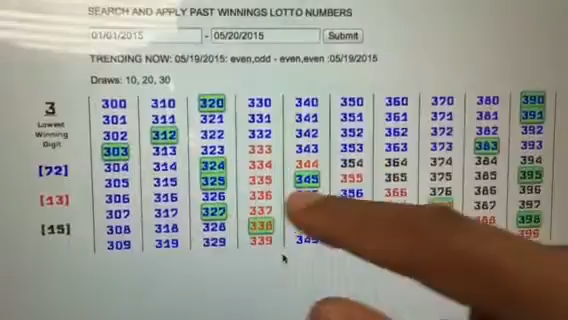 SEARCH AND APPLY PAST WINNINGS LOTTO NUMBERS
01/01/2015 - 05/20/2015 Submit
TRENDING NOW: 05/19/2015: even,odd - even,even :05/19/2015
Draws: 10, 20, 30
3
Lowest
Winning
Digit
[72]
[13]
[15]
300 310 320 330 340 350 360 370 380 390
301 311 321 331 341 351 361 371 381 391
302 312 322 332 342 352 362 372 382 392
303 313 323 333 343 353 363 373 383 393
304 314 324 334 344 354 364 374 384 394
305 315 325 335 345 355 365 375 385 395
306 316 326 336 356 366 376 386 396
307 317 327 337 387 397
308 318 328 338 398
309 319 329 339 349 399